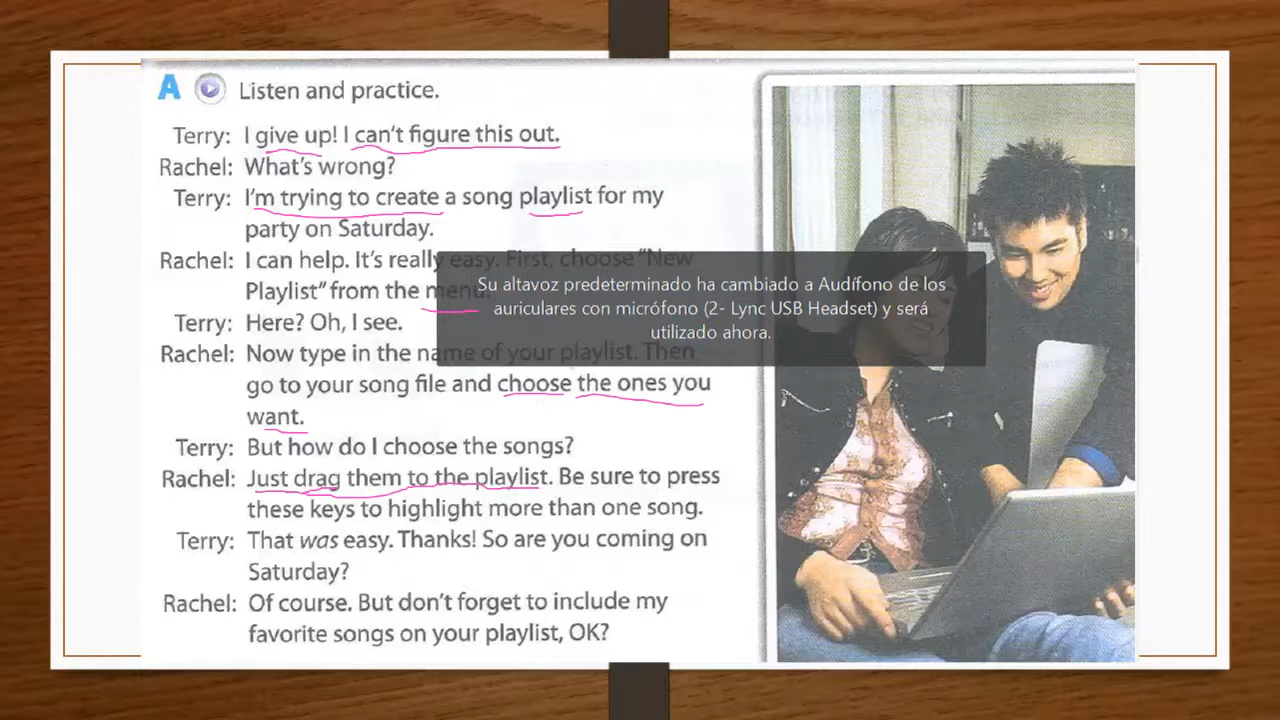 A Listen and practice.
Terry: I give up! I can't figure this out.
Rachel: What's wrong?
Terry: I'm trying to create a song playlist for my
party on Saturday.
Rachel: I can help. It's really easy. First, choose "New
Playlist" from the menu.
Su altavoz predeterminado ha cambiado a Audífono de los
auriculares con micrófono (2- Lync USB Headset) y será
utilizado ahora.
Terry: Here? Oh, I see.
Rachel: Now type in the name of your playlist. Then
go to your song file and choose the ones you
want.
Terry: But how do I choose the songs?
Rachel: Just drag them to the playlist. Be sure to press
these keys to highlight more than one song.
Terry: That was easy. Thanks! So are you coming on
Saturday?
Rachel: Of course. But don't forget to include my
favorite songs on your playlist, OK?